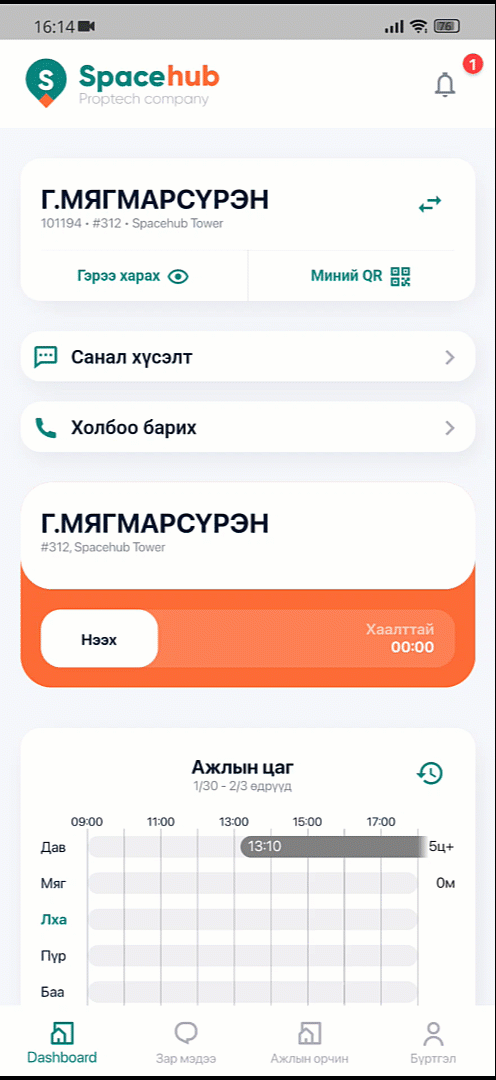 16:14 76
Spacehub
Proptech company
1
Г.МЯГМАРСҮРЭН
101194 • #312 • Spacehub Tower
Гэрээ харах
Миний QR
Санал хүсэлт
Холбоо барих
Г.МЯГМАРСҮРЭН
#312, Spacehub Tower
Нээх
Хаалттай
00:00
Ажлын цаг
1/30 - 2/3 өдрүүд
09:00 11:00 13:00 15:00 17:00
Дав 13:10 5ц+
Мяг 0м
Лха
Пүр
Баа
Dashboard Зар мэдээ Ажлын орчин Бүртгэл